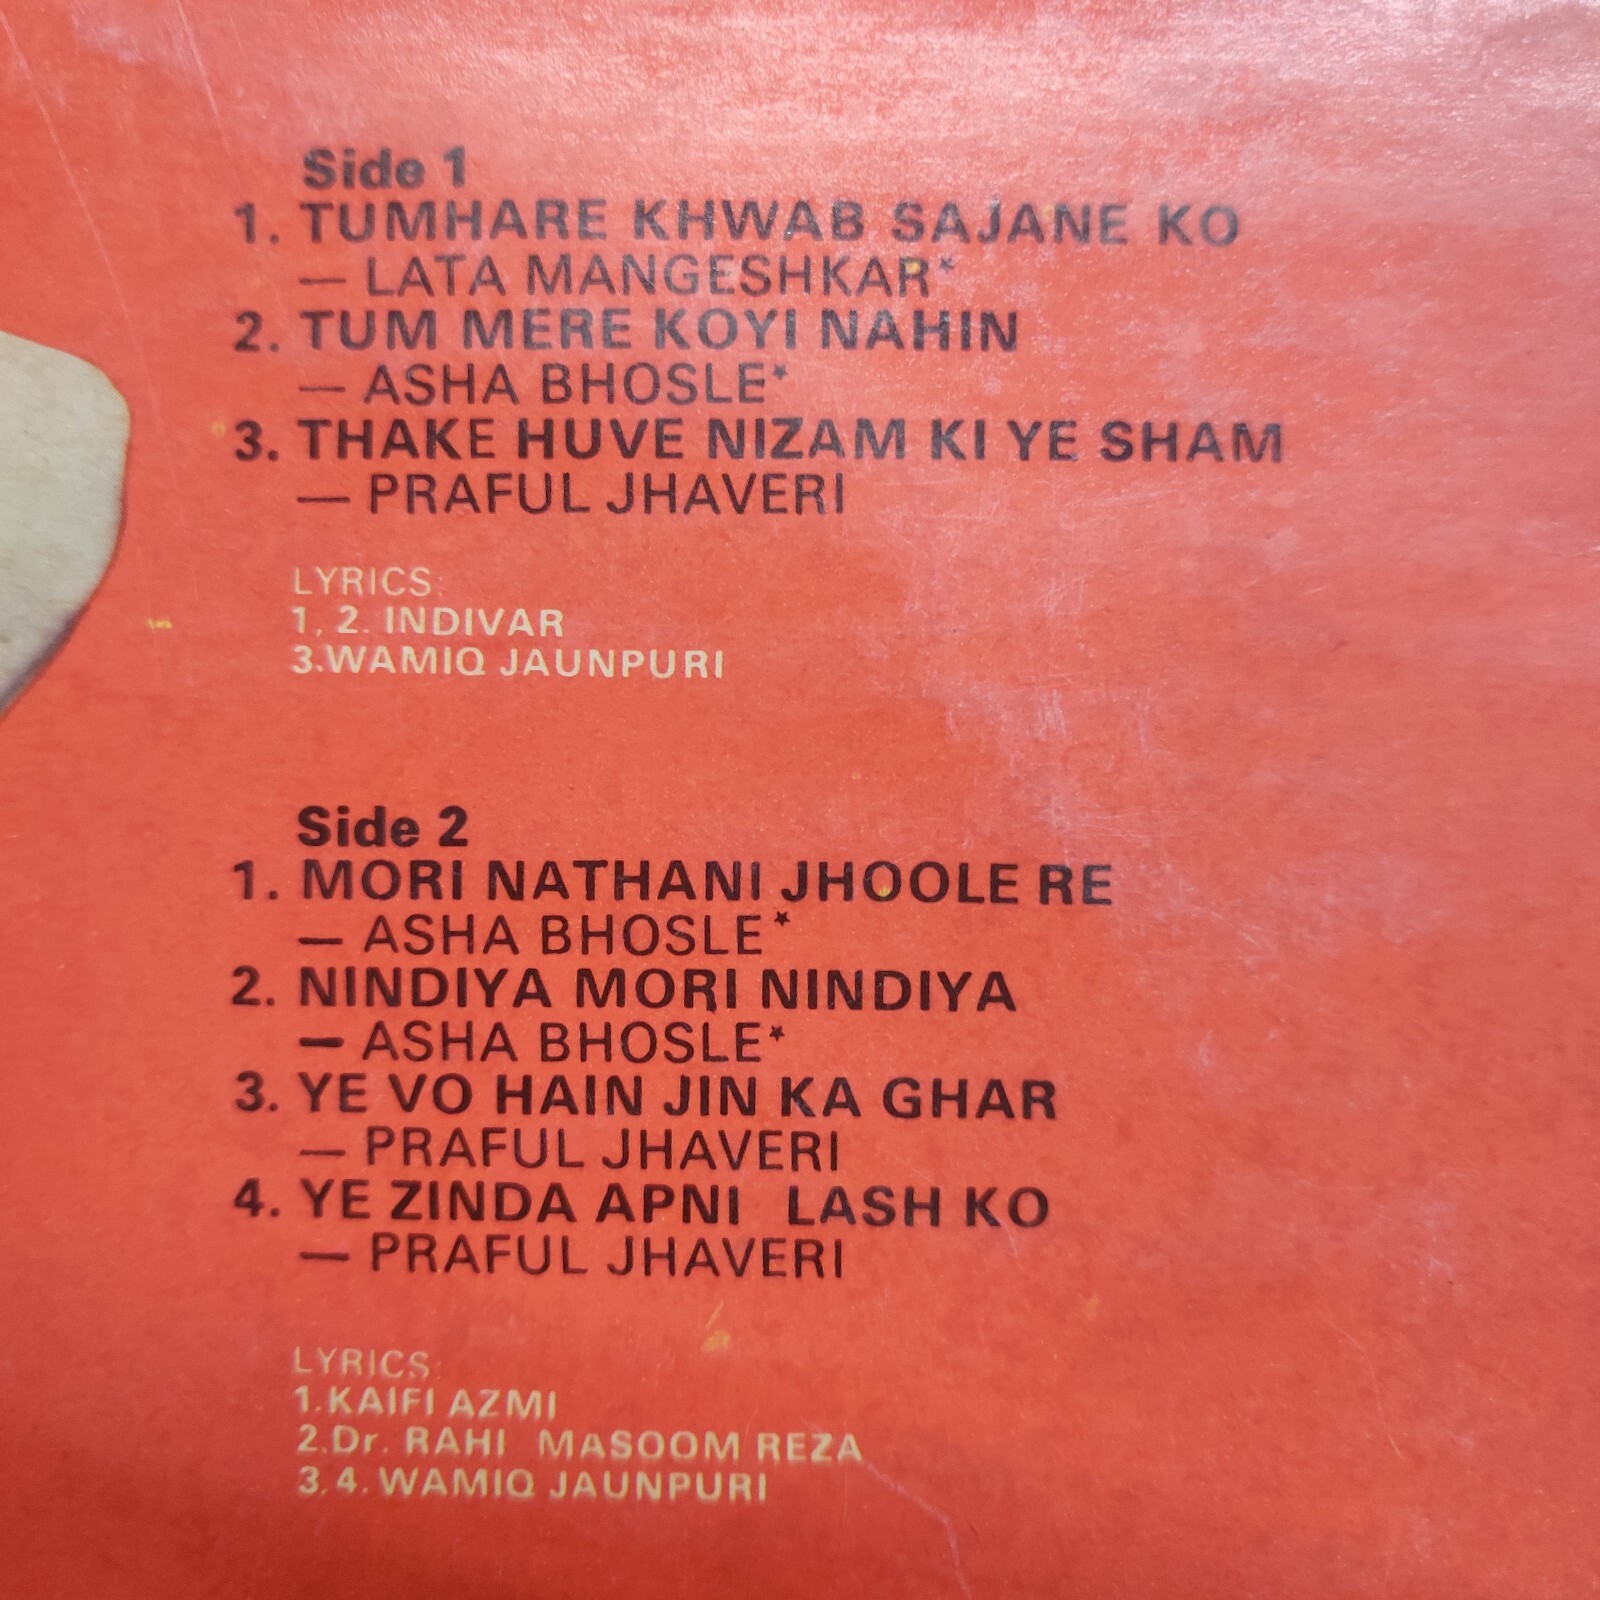 Side 1
1. TUMHARE KHWAB SAJANE KO
— LATA MANGESHKAR*
2. TUM MERE KOYI NAHIN
— ASHA BHOSLE*
3. THAKE HUVE NIZAM KI YE SHAM
— PRAFUL JHAVERI
LYRICS:
1, 2. INDIVAR
3.WAMIQ JAUNPURI
Side 2
1. MORI NATHANI JHOOLE RE
— ASHA BHOSLE*
2. NINDIYA MORI NINDIYA
— ASHA BHOSLE*
3. YE VO HAIN JIN KA GHAR
— PRAFUL JHAVERI
4. YE ZINDA APNI LASH KO
— PRAFUL JHAVERI
LYRICS:
1.KAIFI AZMI
2.Dr. RAHI MASOOM REZA
3,4. WAMIQ JAUNPURI